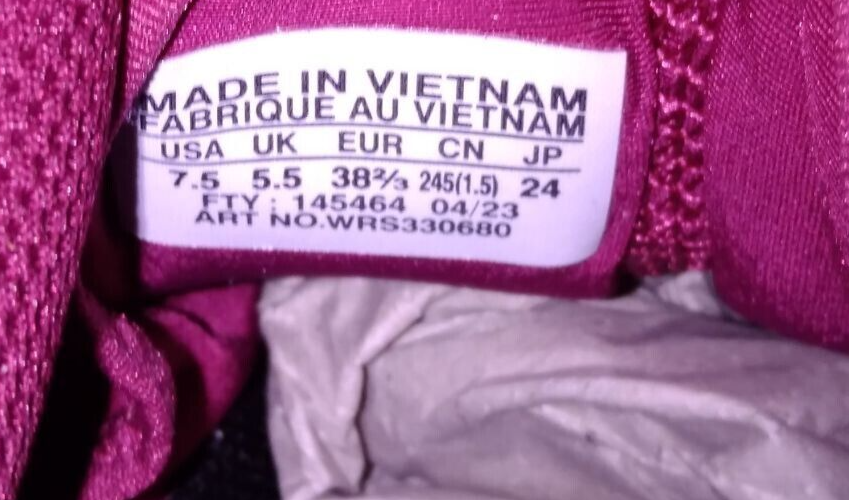 MADE IN VIETNAM
FABRIQUE AU VIETNAM
USA UK EUR CN JP
7.5 5.5 38⅔ 245(1.5) 24
FTY : 145464 04/23
ART NO.WRS330680